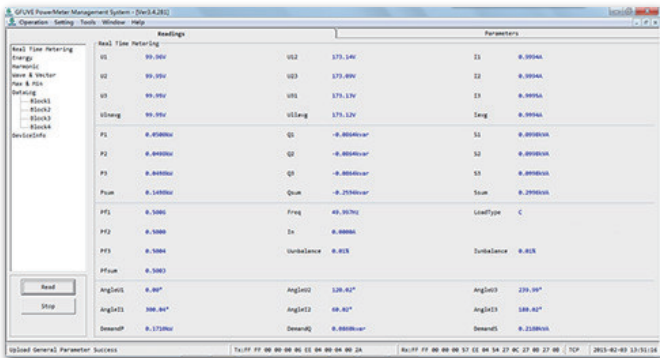 GFUVE PowerMeter Management System - [Ver3.4.281]
Operation Setting Tools Window Help
Readings Parameters
Real Time Metering
Energy
Harmonic
Wave & Vector
Max & Min
DataLog
Block1
Block2
Block3
Block4
DeviceInfo
Read
Stop
Real Time Metering
U1 99.96V U12 173.14V I1 0.9994A
U2 99.99V U23 173.09V I2 0.9994A
U3 99.99V U31 173.13V I3 0.9995A
Ulnavg 99.99V Ullavg 173.12V Iavg 0.9994A
P1 0.0500kW Q1 -0.0864kvar S1 0.0998kVA
P2 0.0498kW Q2 -0.0864kvar S2 0.0998kVA
P3 0.0498kW Q3 -0.0864kvar S3 0.0998kVA
Psum 0.1498kW Qsum -0.2596kvar Ssum 0.2996kVA
Pf1 0.5006 Freq 49.997Hz LoadType C
Pf2 0.5000 In 0.0000A
Pf3 0.5004 Uunbalance 0.01% Iunbalance 0.01%
Pfsum 0.5003
AngleU1 0.00° AngleU2 120.02° AngleU3 239.99°
AngleI1 300.04° AngleI2 60.02° AngleI3 180.02°
DemandP 0.1710kW DemandQ 0.0000kvar DemandS 0.2188kVA
Upload General Parameter Success
TCP 2015-02-03 13:51:16